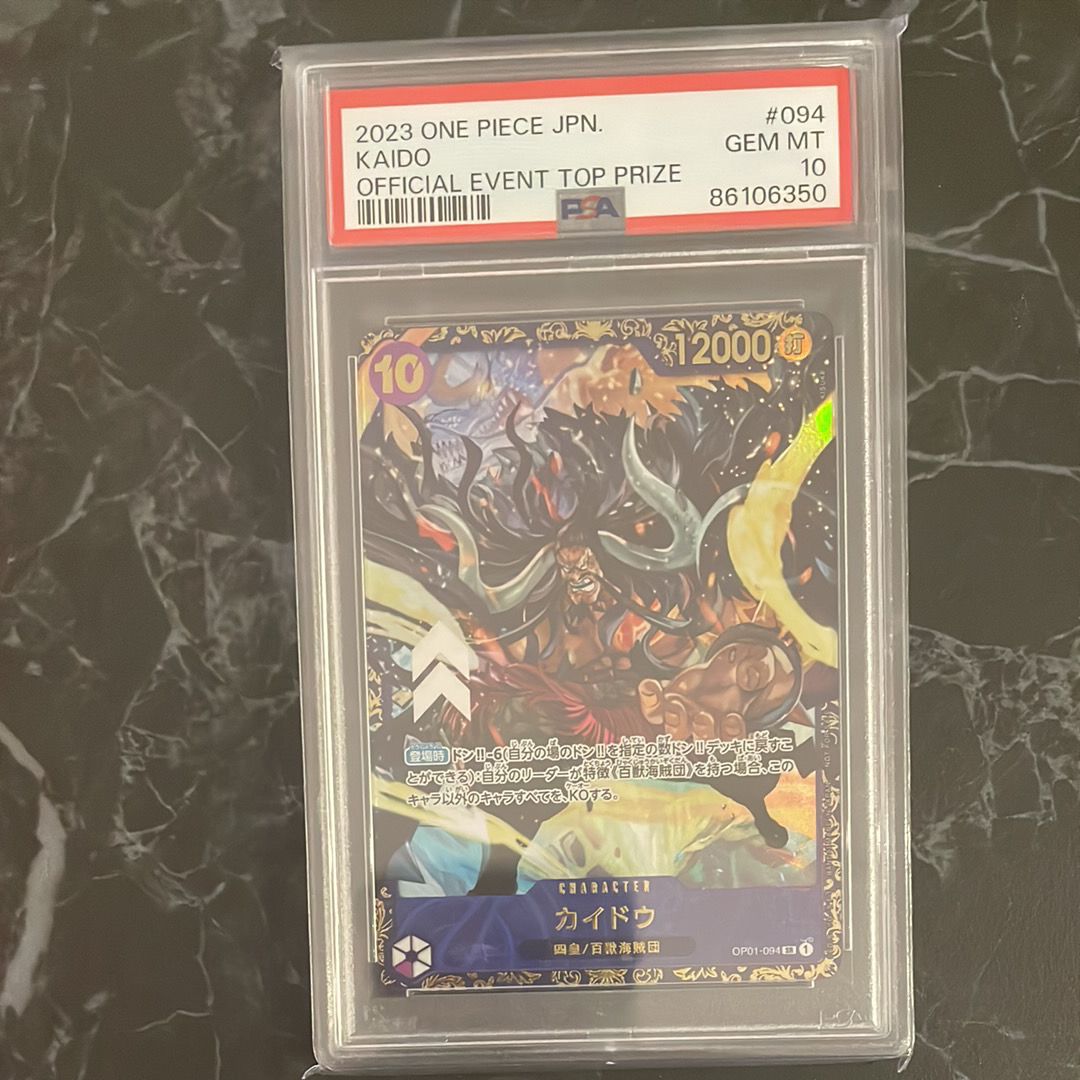 2023 ONE PIECE JPN. #094
KAIDO GEM MT
OFFICIAL EVENT TOP PRIZE 10
PSA 86106350
10 12000 打
登場時 ドン!!-6(自分の場のドン!!を指定の数ドン!!デッキに戻すこ
とができる):自分のリーダーが特徴《百獣海賊団》を持つ場合、この
キャラ以外のキャラすべてを、KOする。
CHARACTER
カイドウ
四皇/百獣海賊団
OP01-094 SR 1
PSA